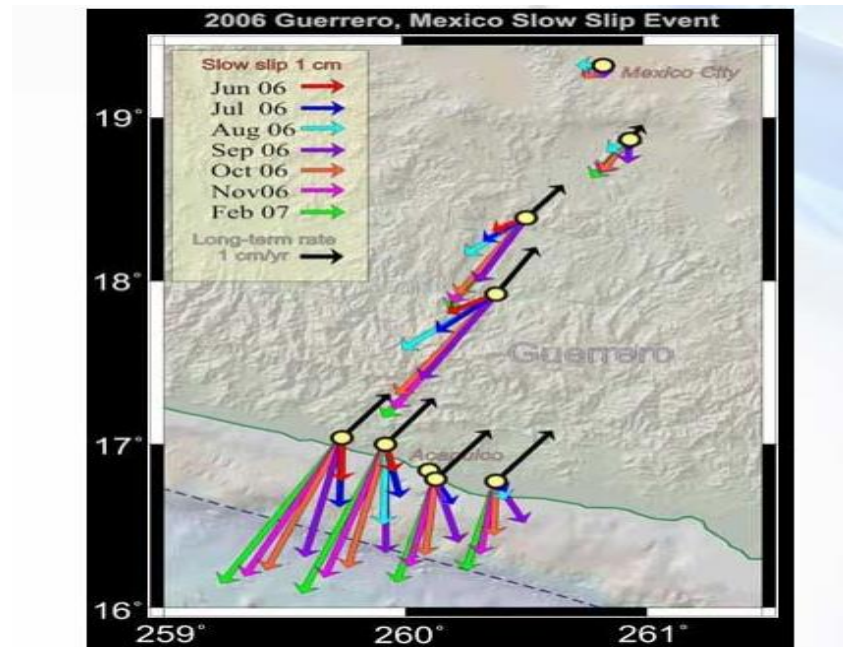 2006 Guerrero, Mexico Slow Slip Event
Slow slip 1 cm
Jun 06
Jul 06
Aug 06
Sep 06
Oct 06
Nov06
Feb 07
Long-term rate
1 cm/yr
Mexico City
19°
18°
Guerrero
17°
Acapulco
16°
259° 260° 261°